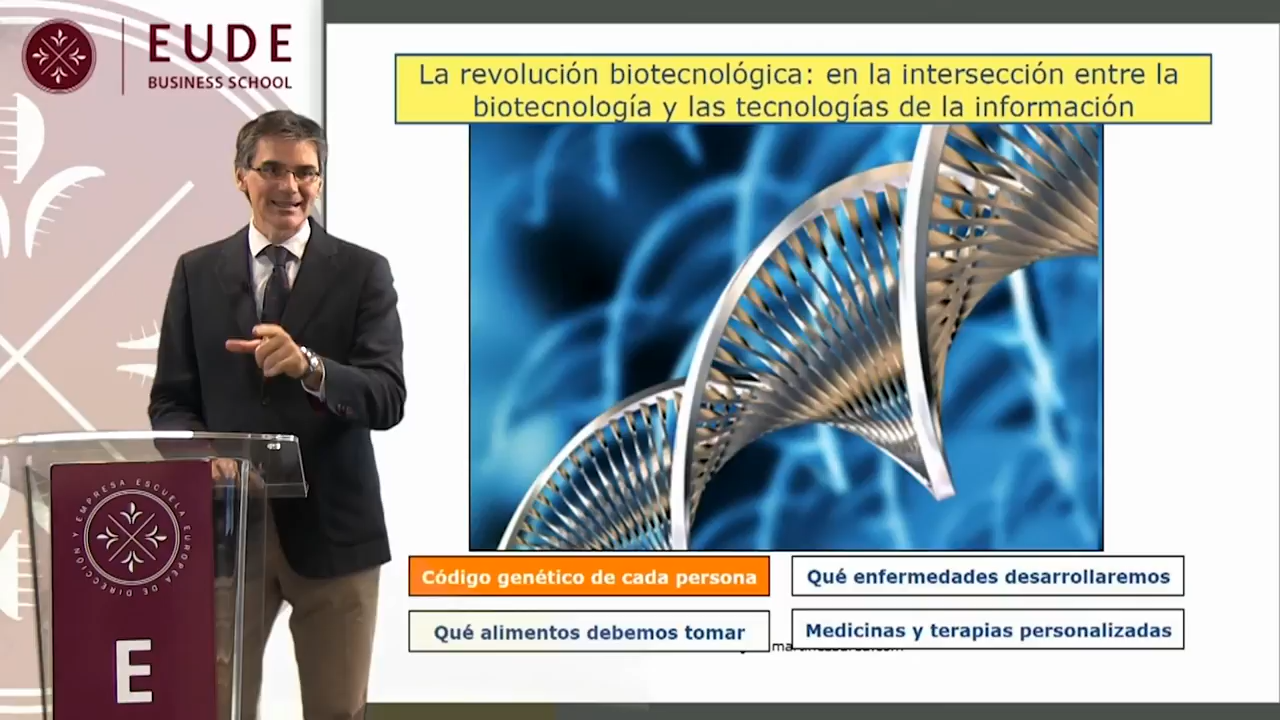 EUDE
BUSINESS SCHOOL
La revolución biotecnológica: en la intersección entre la
biotecnología y las tecnologías de la información
Código genético de cada persona
Qué enfermedades desarrollaremos
Qué alimentos debemos tomar
Medicinas y terapias personalizadas
ESCUELA EUROPEA DE DIRECCIÓN Y EMPRESA
E